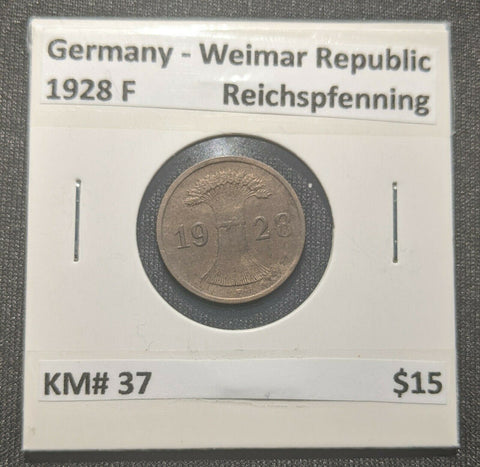 Germany - Weimar Republic
1928 F Reichspfenning
19 28
F
KM# 37 $15